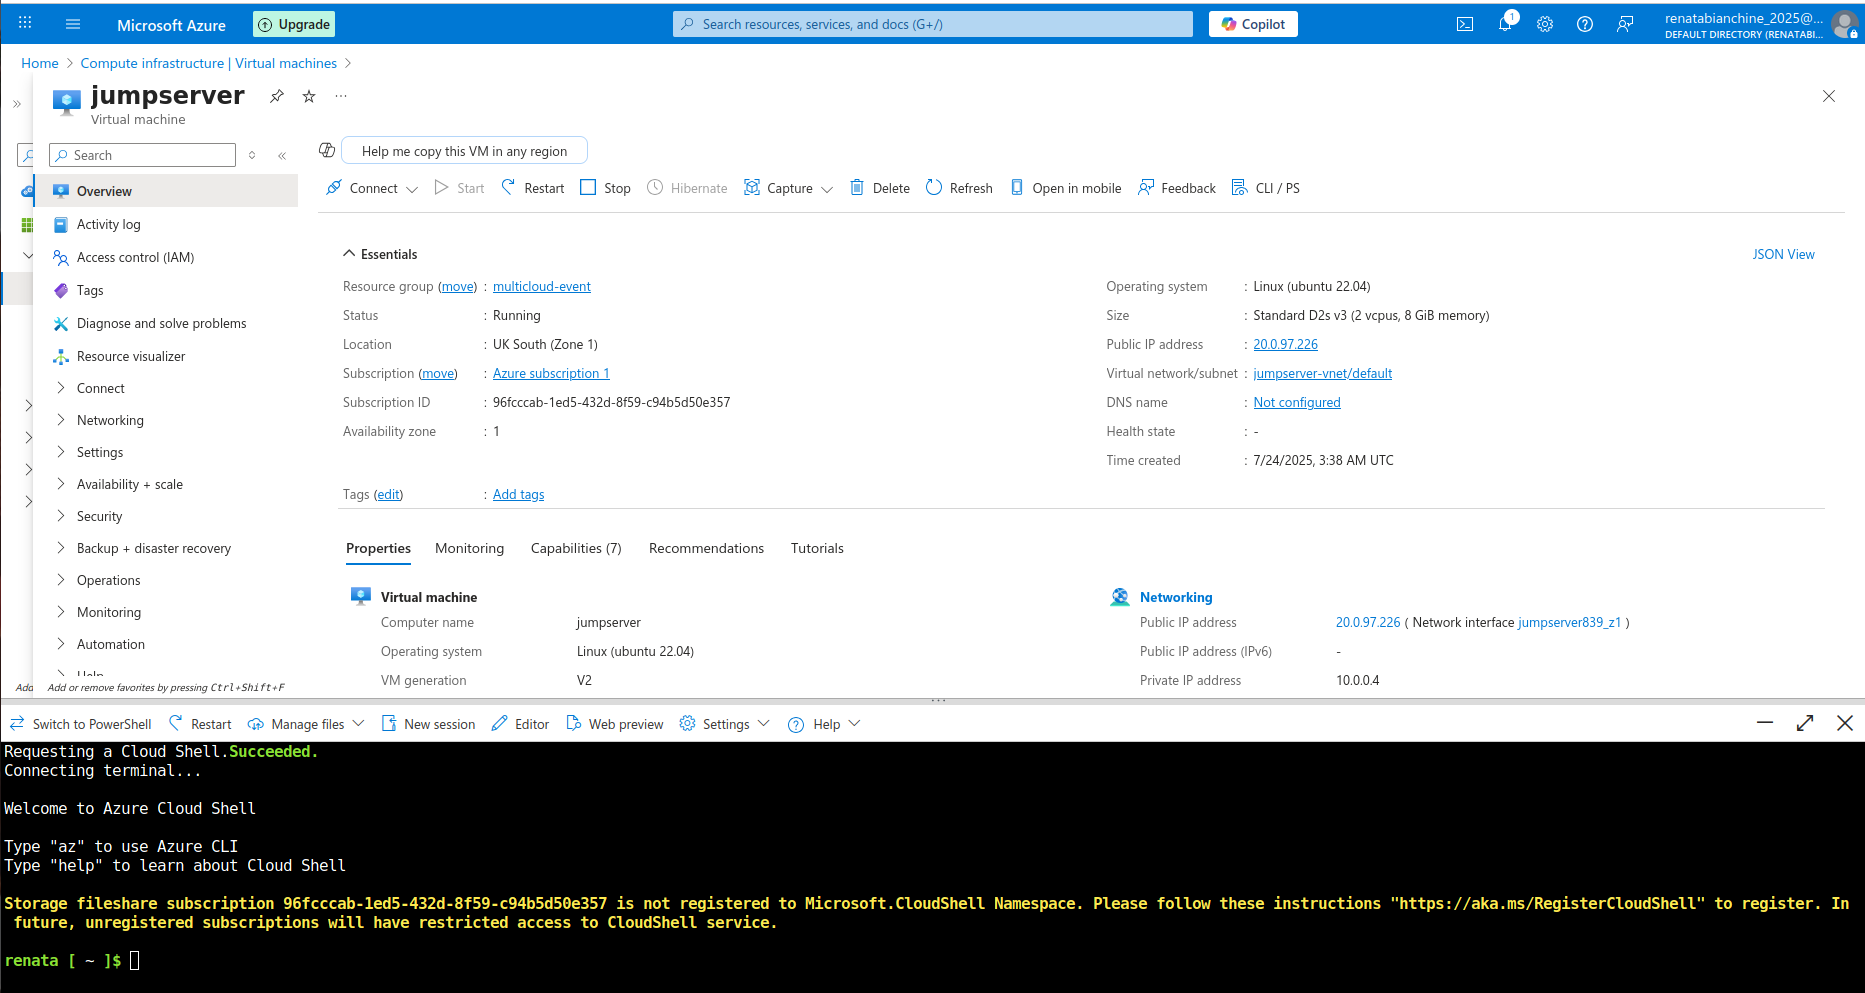 Microsoft Azure
Upgrade
Search resources, services, and docs (G+/)
Copilot
1
renatabianchine_2025@...
DEFAULT DIRECTORY (RENATABI...
Home > Compute infrastructure | Virtual machines >
jumpserver
Virtual machine
Search
Help me copy this VM in any region
Connect
Start
Restart
Stop
Hibernate
Capture
Delete
Refresh
Open in mobile
Feedback
CLI / PS
Overview
Activity log
Access control (IAM)
Tags
Diagnose and solve problems
Resource visualizer
Connect
Networking
Settings
Availability + scale
Security
Backup + disaster recovery
Operations
Monitoring
Automation
Help
Add
Add or remove favorites by pressing Ctrl+Shift+F
Essentials
JSON View
Resource group (move) : multicloud-event
Status : Running
Location : UK South (Zone 1)
Subscription (move) : Azure subscription 1
Subscription ID : 96fcccab-1ed5-432d-8f59-c94b5d50e357
Availability zone : 1
Operating system : Linux (ubuntu 22.04)
Size : Standard D2s v3 (2 vcpus, 8 GiB memory)
Public IP address : 20.0.97.226
Virtual network/subnet : jumpserver-vnet/default
DNS name : Not configured
Health state : -
Time created : 7/24/2025, 3:38 AM UTC
Tags (edit) : Add tags
Properties
Monitoring
Capabilities (7)
Recommendations
Tutorials
Virtual machine
Computer name jumpserver
Operating system Linux (ubuntu 22.04)
VM generation V2
Networking
Public IP address 20.0.97.226 ( Network interface jumpserver839_z1 )
Public IP address (IPv6) -
Private IP address 10.0.0.4
Switch to PowerShell
Restart
Manage files
New session
Editor
Web preview
Settings
Help
Requesting a Cloud Shell.Succeeded.
Connecting terminal...
Welcome to Azure Cloud Shell
Type "az" to use Azure CLI
Type "help" to learn about Cloud Shell
Storage fileshare subscription 96fcccab-1ed5-432d-8f59-c94b5d50e357 is not registered to Microsoft.CloudShell Namespace. Please follow these instructions "https://aka.ms/RegisterCloudShell" to register. In
future, unregistered subscriptions will have restricted access to CloudShell service.
renata [ ~ ]$